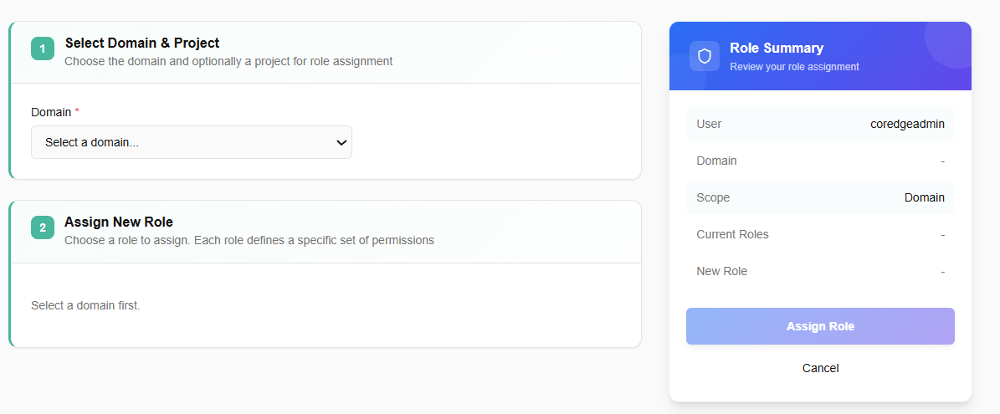 1
Select Domain & Project
Choose the domain and optionally a project for role assignment
Domain *
Select a domain...
2
Assign New Role
Choose a role to assign. Each role defines a specific set of permissions
Select a domain first.
Role Summary
Review your role assignment
User coredgeadmin
Domain -
Scope Domain
Current Roles -
New Role -
Assign Role
Cancel